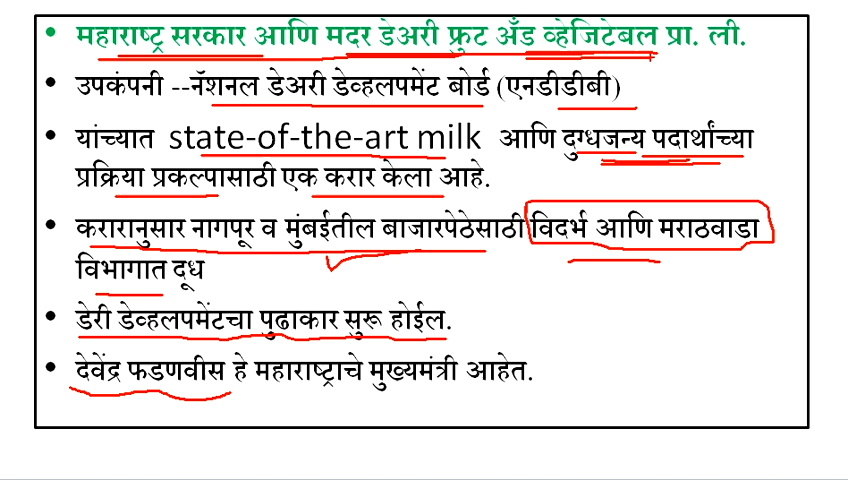 • महाराष्ट्र सरकार आणि मदर डेअरी फ्रुट अँड व्हेजिटेबल प्रा. ली.
• उपकंपनी --नॅशनल डेअरी डेव्हलपमेंट बोर्ड (एनडीडीबी)
• यांच्यात state-of-the-art milk आणि दुग्धजन्य पदार्थांच्या
प्रक्रिया प्रकल्पासाठी एक करार केला आहे.
• करारानुसार नागपूर व मुंबईतील बाजारपेठेसाठी विदर्भ आणि मराठवाडा
विभागात दूध
• डेरी डेव्हलपमेंटचा पुढाकार सुरू होईल.
• देवेंद्र फडणवीस हे महाराष्ट्राचे मुख्यमंत्री आहेत.